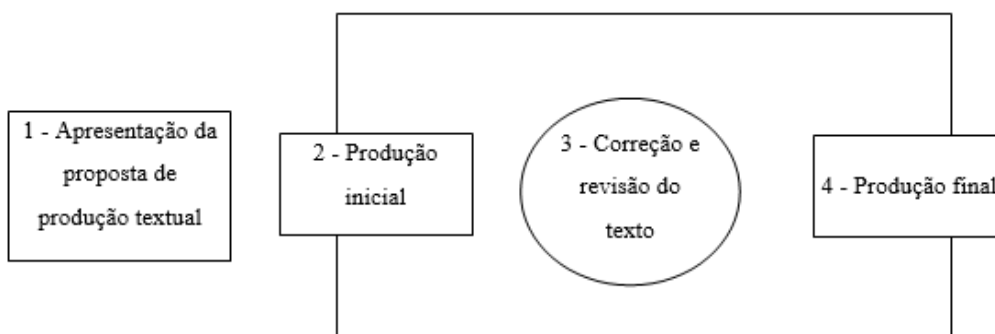 1 - Apresentação da
proposta de
produção textual
2 - Produção
inicial
3 - Correção e
revisão do
texto
4 - Produção final